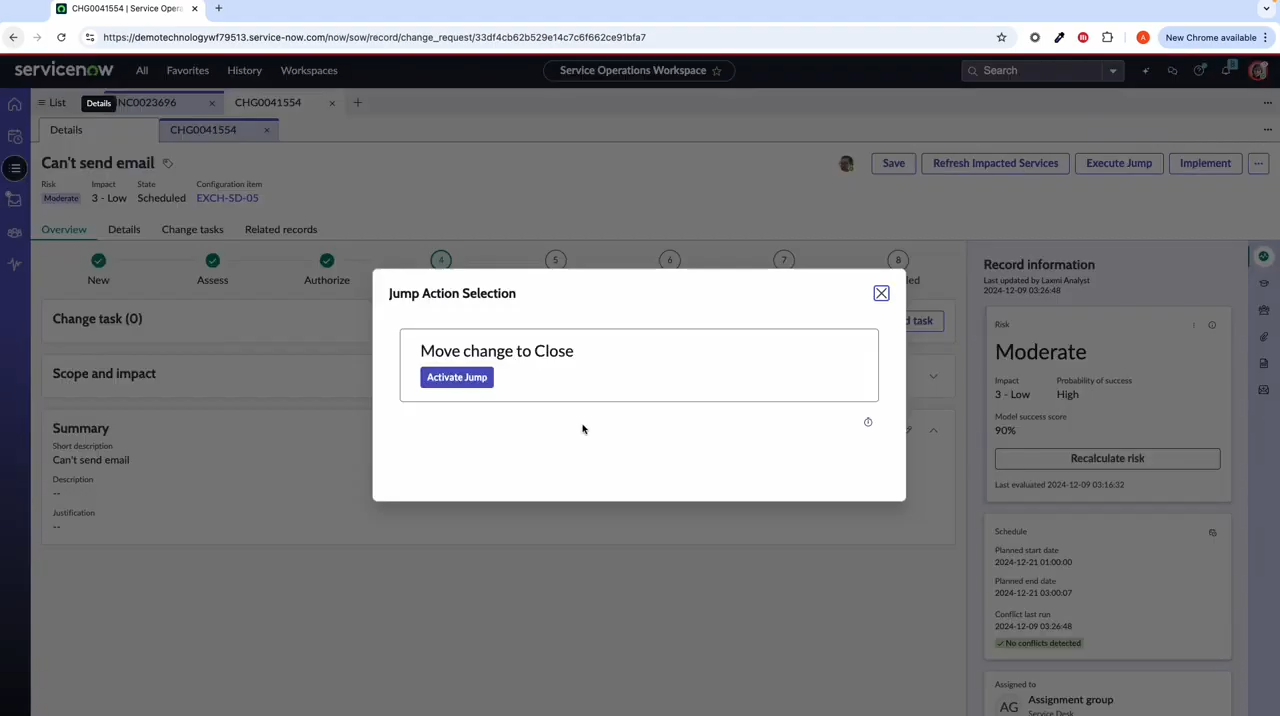 CHG0041554 | Service Opera
https://demotechnologywf79513.service-now.com/now/sow/record/change_request/33df4cb62b529e14c7c6f662ce91bfa7
A
New Chrome available
servicenow
All
Favorites
History
Workspaces
Service Operations Workspace
Search
List
Details
NC0023696
CHG0041554
Details
CHG0041554
Can't send email
Save
Refresh Impacted Services
Execute Jump
Implement
Risk
Impact
State
Configuration item
Moderate
3 - Low
Scheduled
EXCH-SD-05
Overview
Details
Change tasks
Related records
4
5
6
7
8
New
Assess
Authorize
ed
Change task (0)
d task
Scope and impact
Summary
Short description
Can't send email
Description
--
Justification
--
Jump Action Selection
Move change to Close
Activate Jump
Record information
Last updated by Laxmi Analyst
2024-12-09 03:26:48
Risk
Moderate
Impact
Probability of success
3 - Low
High
Model success score
90%
Recalculate risk
Last evaluated 2024-12-09 03:16:32
Schedule
Planned start date
2024-12-21 01:00:00
Planned end date
2024-12-21 03:00:07
Conflict last run
2024-12-09 03:26:48
No conflicts detected
Assigned to
AG
Assignment group
Service Desk